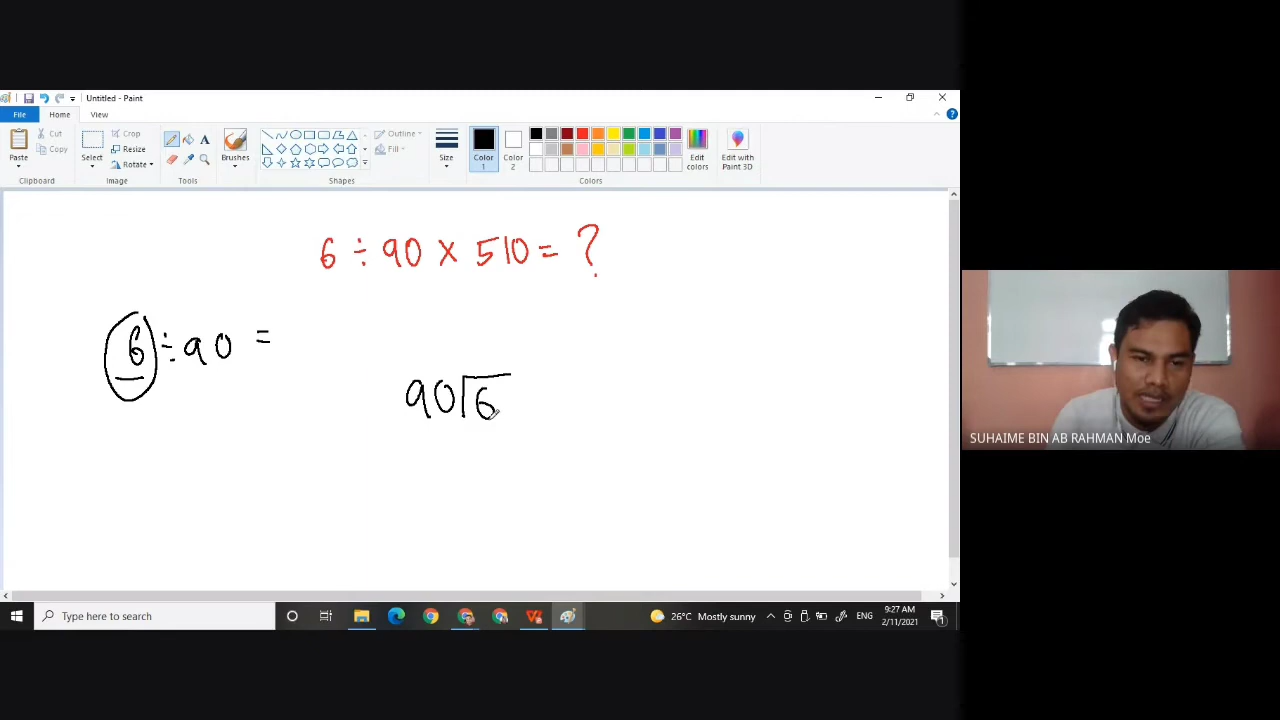 Untitled - Paint
File
Home
View
Paste
Cut
Copy
Clipboard
Select
Crop
Resize
Rotate
Image
Tools
Brushes
Outline
Fill
Shapes
Size
Color 1
Color 2
Edit colors
Colors
Edit with Paint 3D
6 ÷ 90 × 510 = ?
6 ÷ 90 =
90 6
SUHAIME BIN AB RAHMAN Moe
Type here to search
26°C Mostly sunny
ENG
9:27 AM
2/11/2021
1